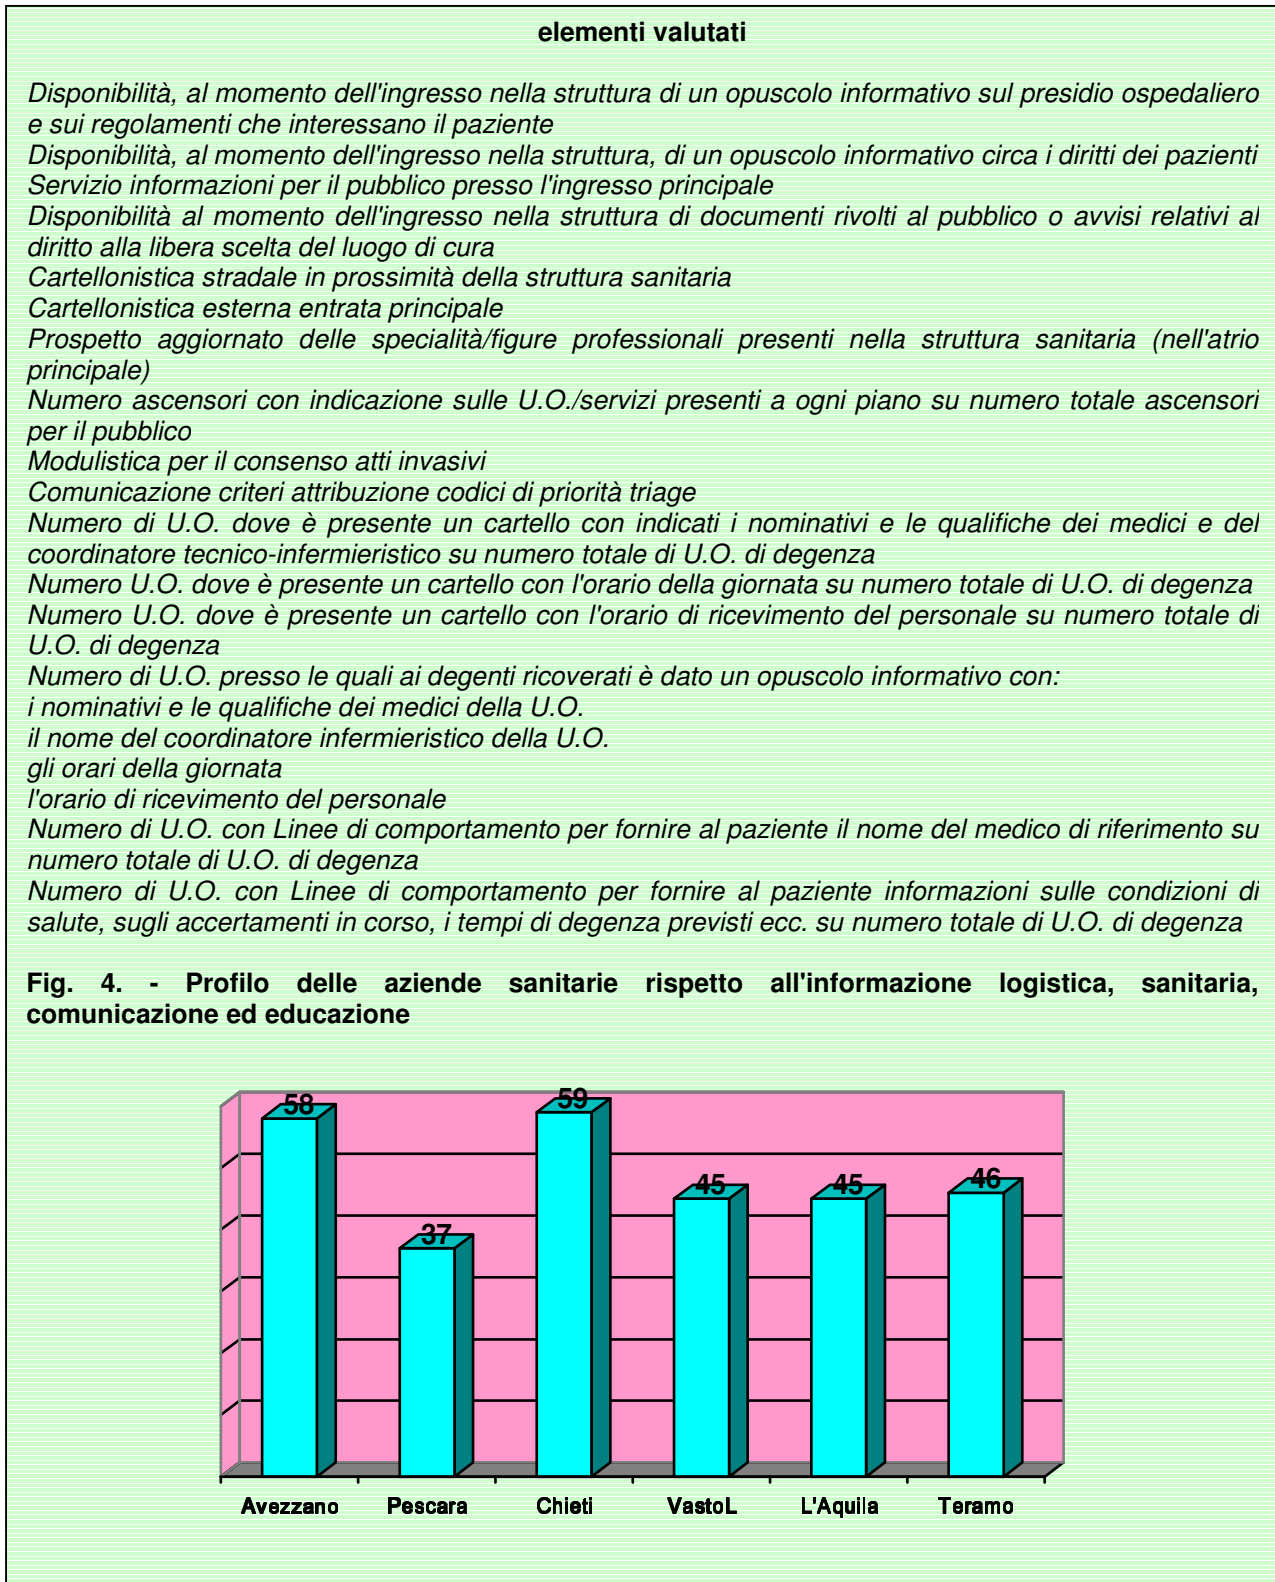 elementi valutati
Disponibilità, al momento dell'ingresso nella struttura di un opuscolo informativo sul presidio ospedaliero
e sui regolamenti che interessano il paziente
Disponibilità, al momento dell'ingresso nella struttura, di un opuscolo informativo circa i diritti dei pazienti
Servizio informazioni per il pubblico presso l'ingresso principale
Disponibilità al momento dell'ingresso nella struttura di documenti rivolti al pubblico o avvisi relativi al
diritto alla libera scelta del luogo di cura
Cartellonistica stradale in prossimità della struttura sanitaria
Cartellonistica esterna entrata principale
Prospetto aggiornato delle specialità/figure professionali presenti nella struttura sanitaria (nell'atrio
principale)
Numero ascensori con indicazione sulle U.O./servizi presenti a ogni piano su numero totale ascensori
per il pubblico
Modulistica per il consenso atti invasivi
Comunicazione criteri attribuzione codici di priorità triage
Numero di U.O. dove è presente un cartello con indicati i nominativi e le qualifiche dei medici e del
coordinatore tecnico-infermieristico su numero totale di U.O. di degenza
Numero U.O. dove è presente un cartello con l'orario della giornata su numero totale di U.O. di degenza
Numero U.O. dove è presente un cartello con l'orario di ricevimento del personale su numero totale di
U.O. di degenza
Numero di U.O. presso le quali ai degenti ricoverati è dato un opuscolo informativo con:
i nominativi e le qualifiche dei medici della U.O.
il nome del coordinatore infermieristico della U.O.
gli orari della giornata
l'orario di ricevimento del personale
Numero di U.O. con Linee di comportamento per fornire al paziente il nome del medico di riferimento su
numero totale di U.O. di degenza
Numero di U.O. con Linee di comportamento per fornire al paziente informazioni sulle condizioni di
salute, sugli accertamenti in corso, i tempi di degenza previsti ecc. su numero totale di U.O. di degenza
Fig. 4. - Profilo delle aziende sanitarie rispetto all'informazione logistica, sanitaria,
comunicazione ed educazione
58 37 59 45 45 46
Avezzano Pescara Chieti VastoL L'Aquila Teramo